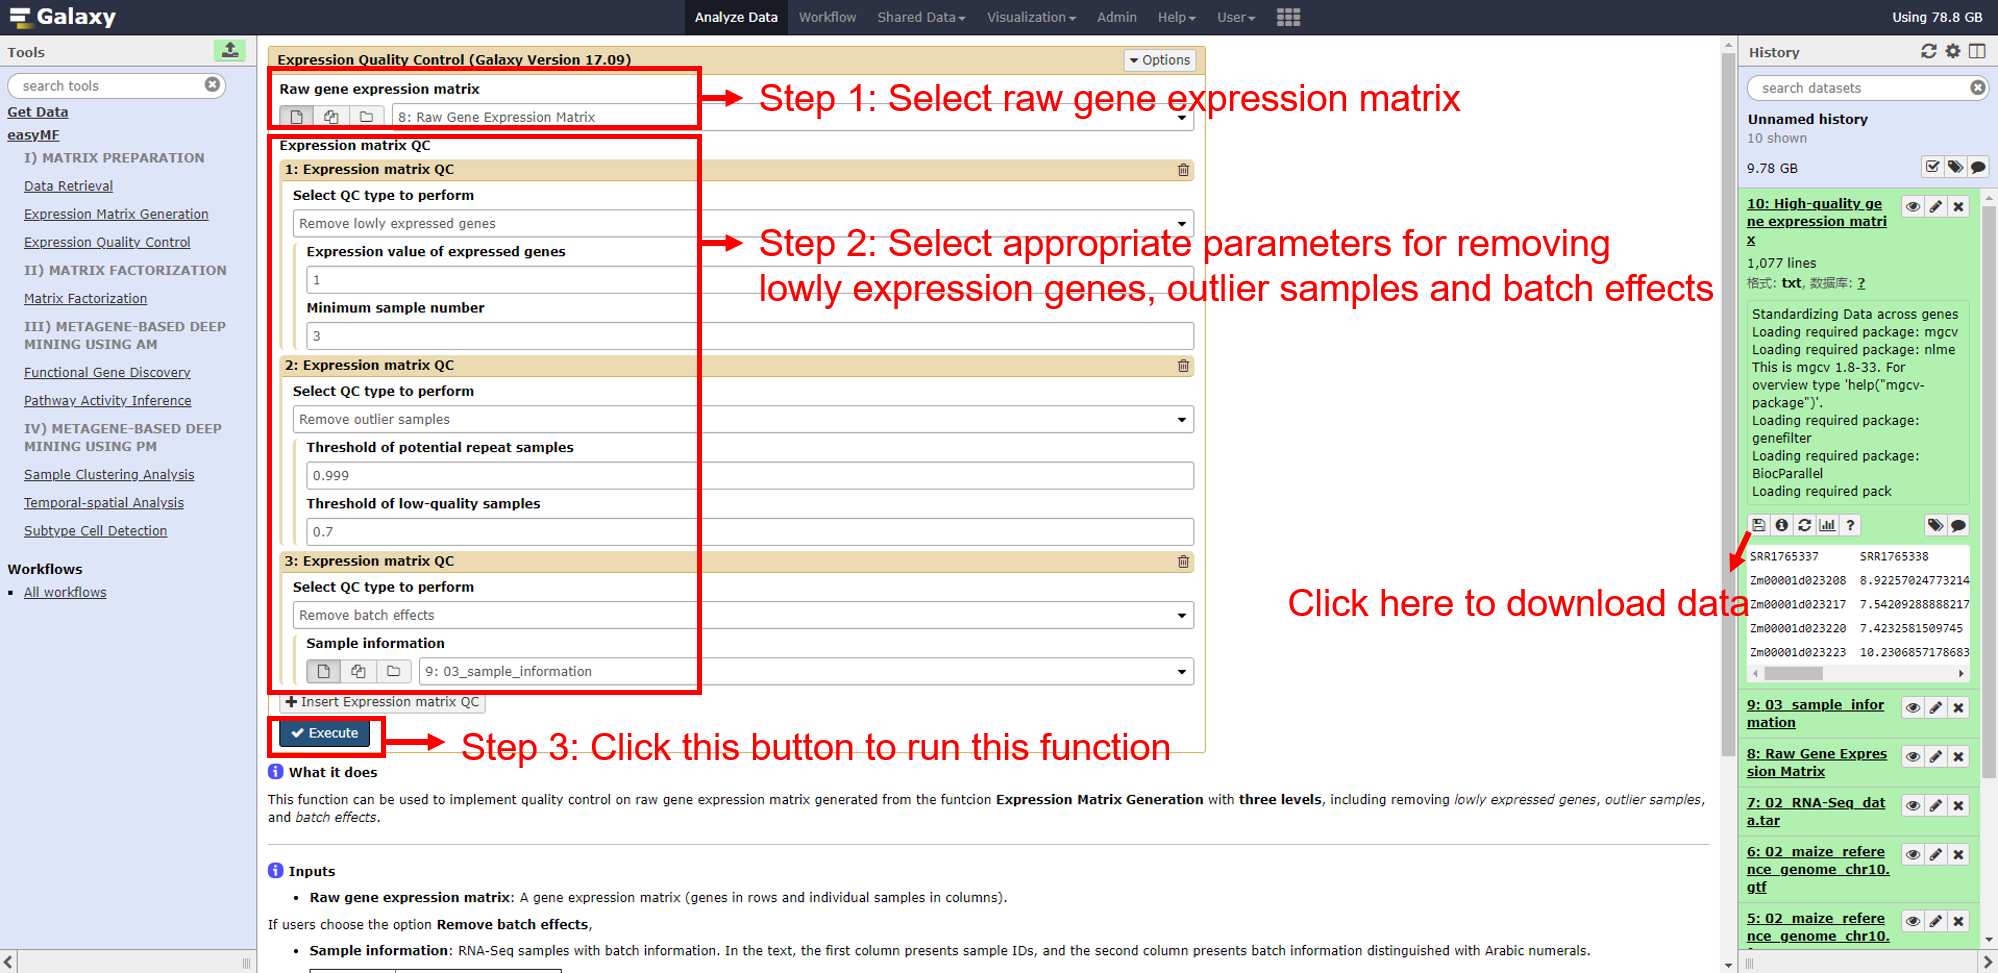 Galaxy
Analyze Data
Workflow
Shared Data
Visualization
Admin
Help
User
Using 78.8 GB
Tools
search tools
Get Data
easyMF
I) MATRIX PREPARATION
Data Retrieval
Expression Matrix Generation
Expression Quality Control
II) MATRIX FACTORIZATION
Matrix Factorization
III) METAGENE-BASED DEEP
MINING USING AM
Functional Gene Discovery
Pathway Activity Inference
IV) METAGENE-BASED DEEP
MINING USING PM
Sample Clustering Analysis
Temporal-spatial Analysis
Subtype Cell Detection
Workflows
All workflows
Expression Quality Control (Galaxy Version 17.09)
Options
Raw gene expression matrix
8: Raw Gene Expression Matrix
Step 1: Select raw gene expression matrix
Expression matrix QC
1: Expression matrix QC
Select QC type to perform
Remove lowly expressed genes
Expression value of expressed genes
1
Minimum sample number
3
Step 2: Select appropriate parameters for removing
lowly expression genes, outlier samples and batch effects
2: Expression matrix QC
Select QC type to perform
Remove outlier samples
Threshold of potential repeat samples
0.999
Threshold of low-quality samples
0.7
3: Expression matrix QC
Select QC type to perform
Remove batch effects
Sample information
9: 03_sample_information
Insert Expression matrix QC
Execute
Step 3: Click this button to run this function
What it does
This function can be used to implement quality control on raw gene expression matrix generated from the funtcion Expression Matrix Generation with three levels, including removing lowly expressed genes, outlier samples,
and batch effects.
Inputs
• Raw gene expression matrix: A gene expression matrix (genes in rows and individual samples in columns).
If users choose the option Remove batch effects,
• Sample information: RNA-Seq samples with batch information. In the text, the first column presents sample IDs, and the second column presents batch information distinguished with Arabic numerals.
Click here to download data
History
search datasets
Unnamed history
10 shown
9.78 GB
10: High-quality ge
ne expression matri
x
1,077 lines
格式: txt, 数据库: ?
Standardizing Data across genes
Loading required package: mgcv
Loading required package: nlme
This is mgcv 1.8-33. For
overview type 'help("mgcv-
package")'.
Loading required package:
genefilter
Loading required package:
BiocParallel
Loading required pack
SRR1765337 SRR1765338
Zm00001d023208 8.92257024773214
Zm00001d023217 7.54209288888217
Zm00001d023220 7.4232581509745
Zm00001d023223 10.2306857178683
9: 03_sample_infor
mation
8: Raw Gene Expres
sion Matrix
7: 02_RNA-Seq_dat
a.tar
6: 02_maize_refere
nce_genome_chr10.
gtf
5: 02_maize_refere
nce_genome_chr10.